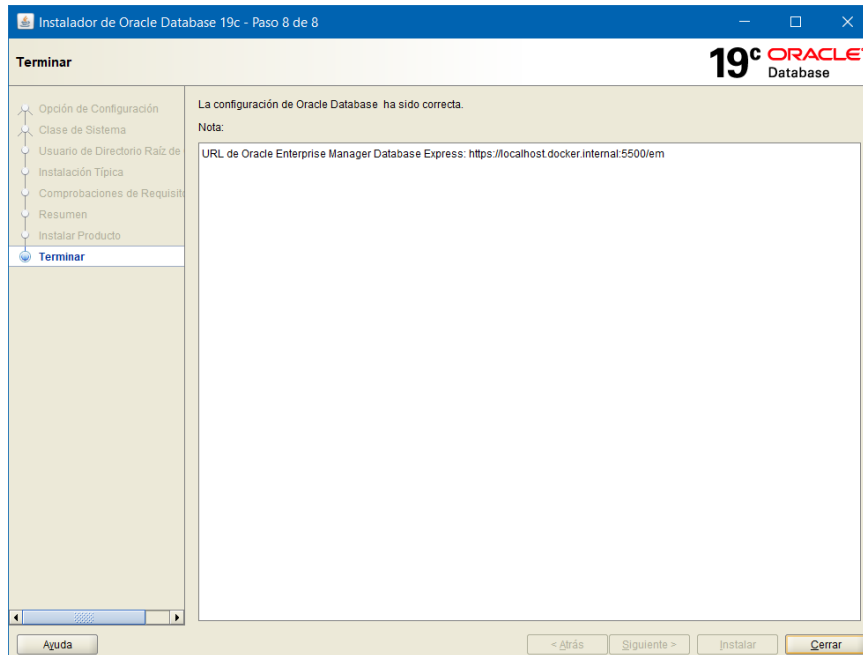 Instalador de Oracle Database 19c - Paso 8 de 8
Terminar
19c ORACLE
Database
Opción de Configuración
Clase de Sistema
Usuario de Directorio Raíz de
Instalación Típica
Comprobaciones de Requisit
Resumen
Instalar Producto
Terminar
La configuración de Oracle Database ha sido correcta.
Nota:
URL de Oracle Enterprise Manager Database Express: https://localhost.docker.internal:5500/em
Ayuda
< Atrás
Siguiente >
Instalar
Cerrar